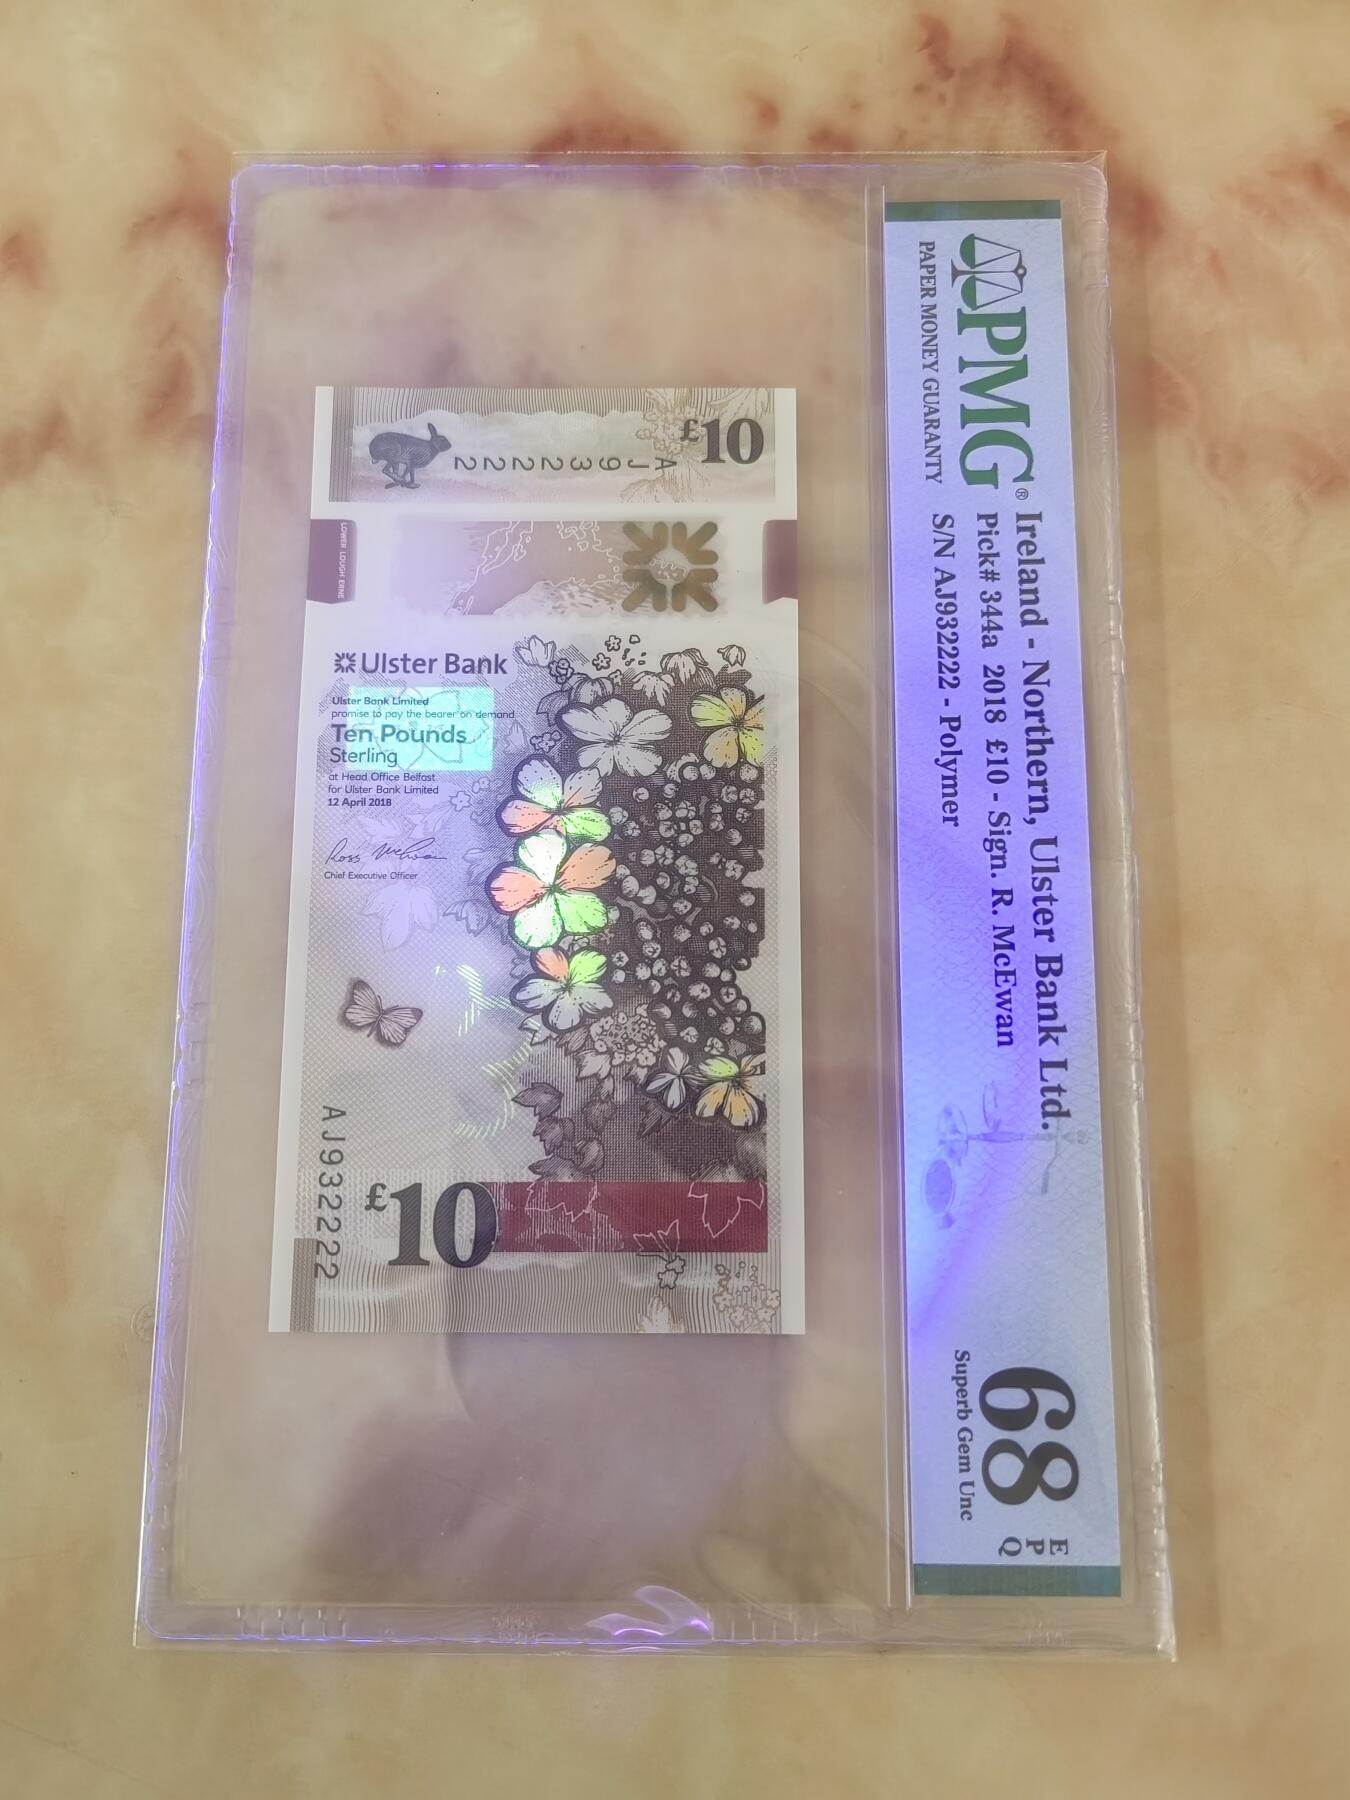 PMG®
PAPER MONEY GUARANTY
Ireland - Northern, Ulster Bank Ltd.
Pick# 344a 2018 £10 - Sign. R. McEwan
S/N AJ932222 - Polymer
68
EPQ
Superb Gem Unc
£10
AJ932222
LOWER LOUGH ERNE
Ulster Bank
Ulster Bank Limited
promise to pay the bearer on demand
Ten Pounds
Sterling
at Head Office Belfast
for Ulster Bank Limited
12 April 2018
Ross McEwan
Chief Executive Officer
AJ932222
£10